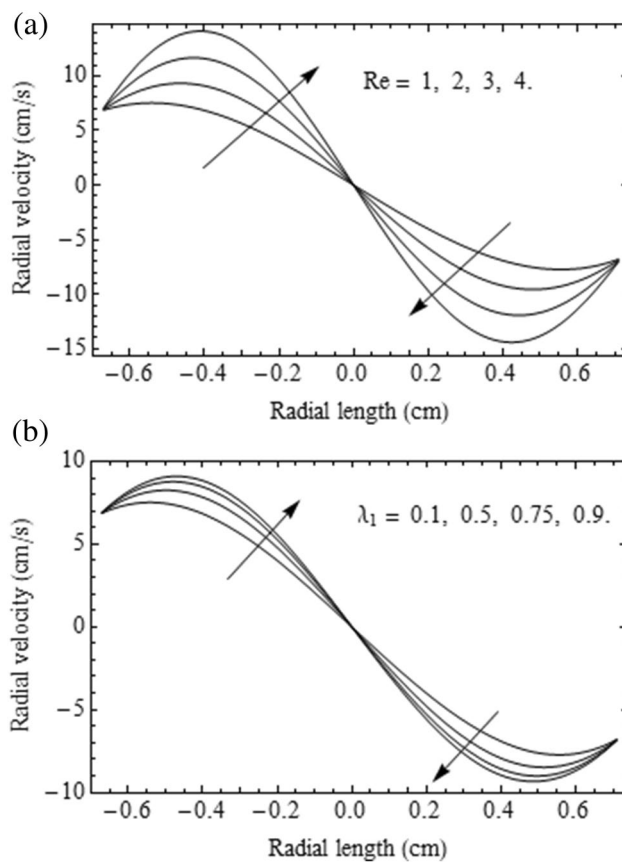 (a)
Radial velocity (cm/s)
10
5
0
−5
−10
−15
Re = 1, 2, 3, 4.
−0.6 −0.4 −0.2 0.0 0.2 0.4 0.6
Radial length (cm)
(b)
Radial velocity (cm/s)
10
5
0
−5
−10
λ₁ = 0.1, 0.5, 0.75, 0.9.
−0.6 −0.4 −0.2 0.0 0.2 0.4 0.6
Radial length (cm)